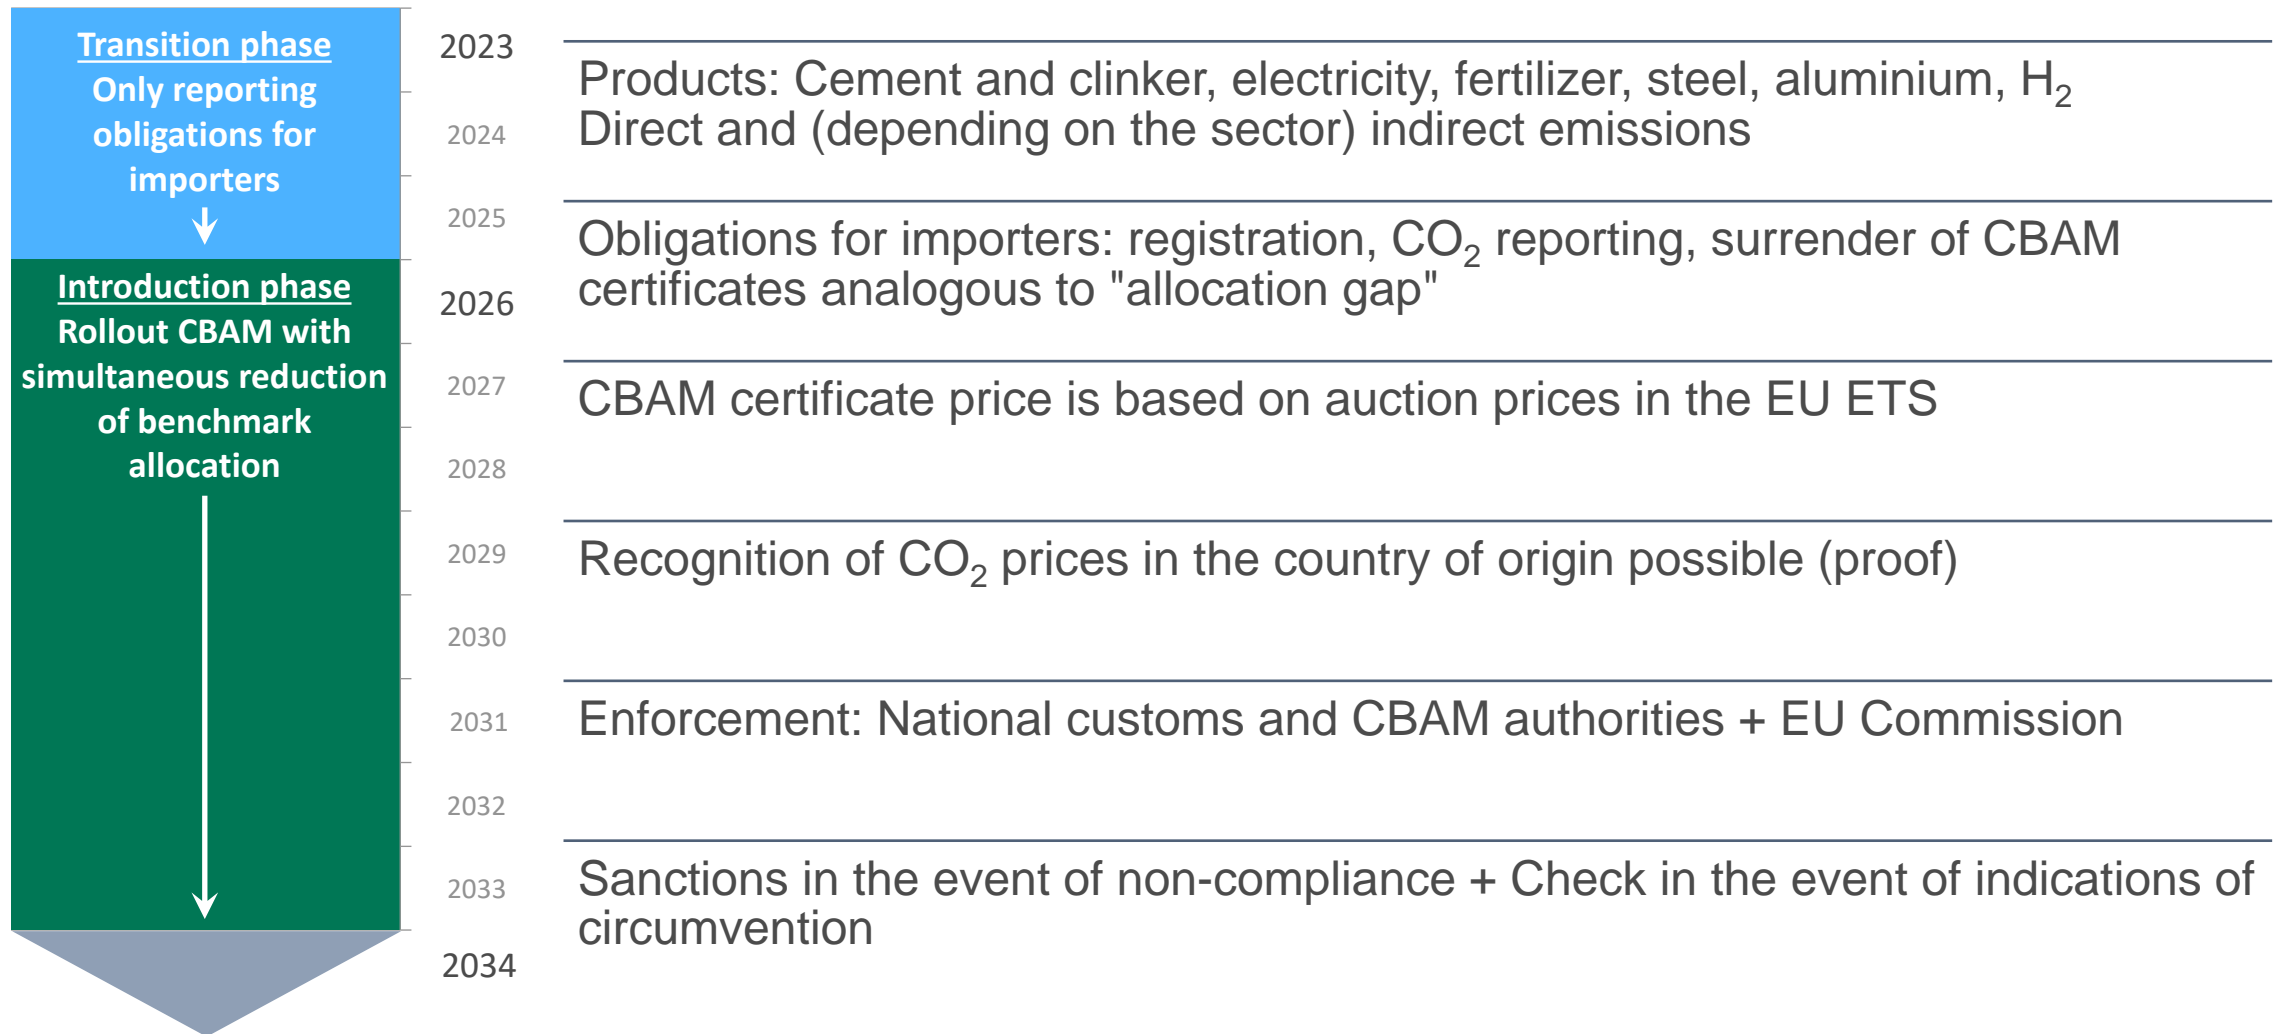 Transition phase
Only reporting
obligations for
importers
Introduction phase
Rollout CBAM with
simultaneous reduction
of benchmark
allocation
2023
2024
2025
2026
2027
2028
2029
2030
2031
2032
2033
2034
Products: Cement and clinker, electricity, fertilizer, steel, aluminium, H₂
Direct and (depending on the sector) indirect emissions
Obligations for importers: registration, CO₂ reporting, surrender of CBAM
certificates analogous to "allocation gap"
CBAM certificate price is based on auction prices in the EU ETS
Recognition of CO₂ prices in the country of origin possible (proof)
Enforcement: National customs and CBAM authorities + EU Commission
Sanctions in the event of non-compliance + Check in the event of indications of
circumvention